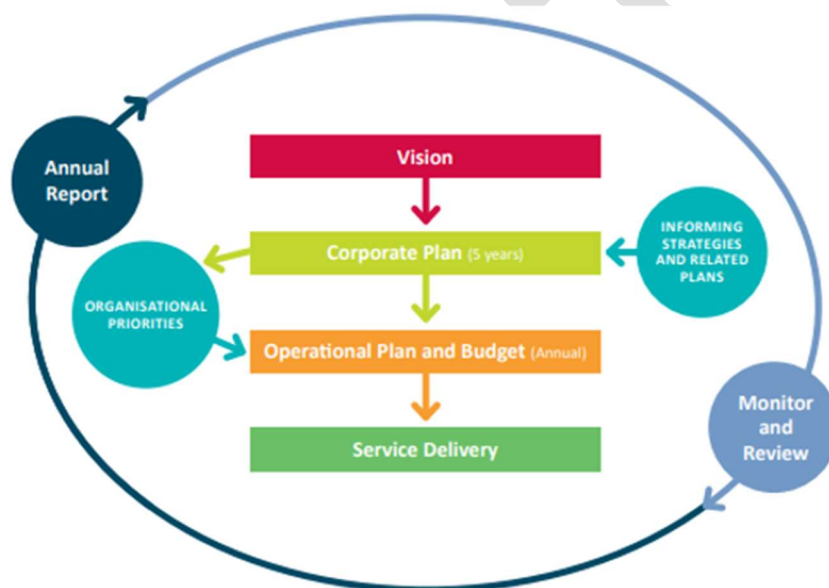 Vision
Annual
Report
Corporate Plan (5 years)
INFORMING
STRATEGIES
AND RELATED
PLANS
ORGANISATIONAL
PRIORITIES
Operational Plan and Budget (Annual)
Monitor
and
Review
Service Delivery